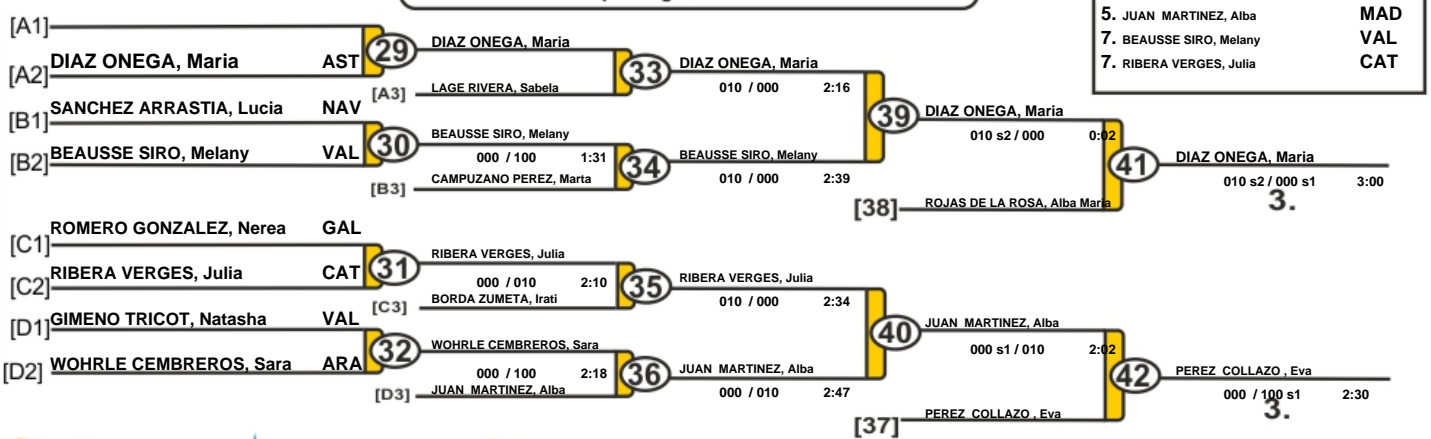 5. JUAN MARTINEZ, Alba MAD
7. BEAUSSE SIRO, Melany VAL
7. RIBERA VERGES, Julia CAT
[A1]
[A2] DIAZ ONEGA, Maria AST
29
DIAZ ONEGA, Maria
[A3] LAGE RIVERA, Sabela
33
DIAZ ONEGA, Maria
010 / 000 2:16
[B1] SANCHEZ ARRASTIA, Lucia NAV
[B2] BEAUSSE SIRO, Melany VAL
30
BEAUSSE SIRO, Melany
000 / 100 1:31
[B3] CAMPUZANO PEREZ, Marta
34
BEAUSSE SIRO, Melany
010 / 000 2:39
39
DIAZ ONEGA, Maria
010 s2 / 000 0:02
[38] ROJAS DE LA ROSA, Alba Maria
41
DIAZ ONEGA, Maria
010 s2 / 000 s1 3:00
3.
[C1] ROMERO GONZALEZ, Nerea GAL
[C2] RIBERA VERGES, Julia CAT
31
RIBERA VERGES, Julia
000 / 010 2:10
[C3] BORDA ZUMETA, Irati
35
RIBERA VERGES, Julia
010 / 000 2:34
[D1] GIMENO TRICOT, Natasha VAL
[D2] WOHRLE CEMBREROS, Sara ARA
32
WOHRLE CEMBREROS, Sara
000 / 100 2:18
[D3] JUAN MARTINEZ, Alba
36
JUAN MARTINEZ, Alba
000 / 010 2:47
40
JUAN MARTINEZ, Alba
000 s1 / 010 2:02
[37] PEREZ COLLAZO , Eva
42
PEREZ COLLAZO , Eva
000 / 100 s1 2:30
3.